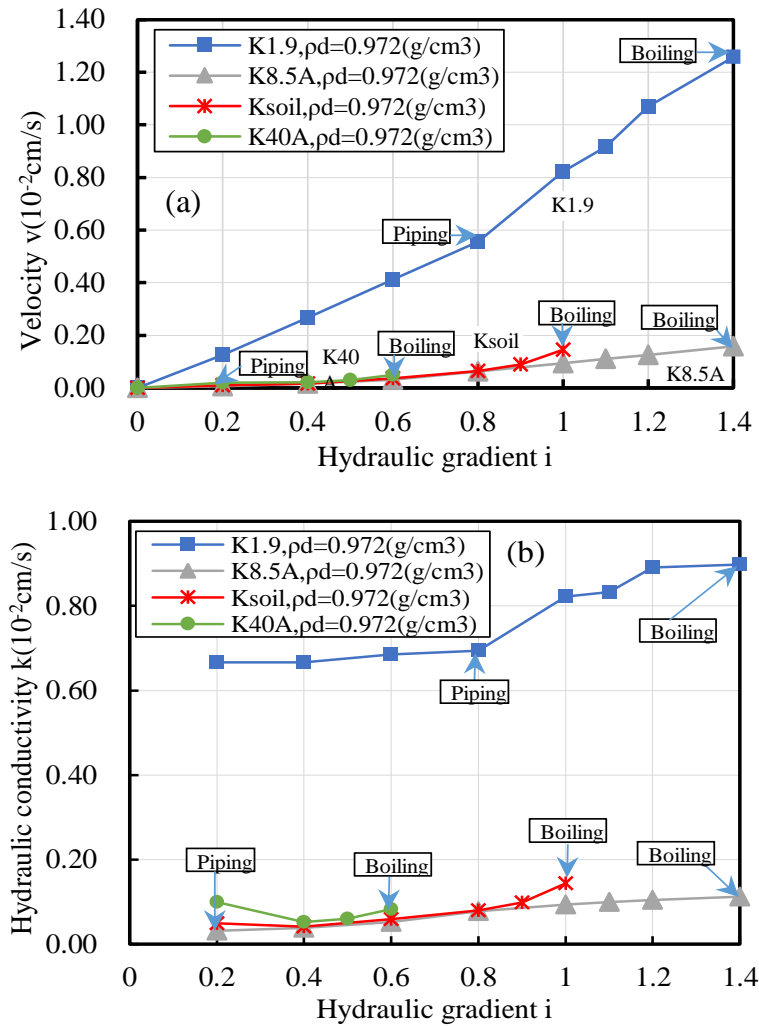 1.40
1.20
1.00
0.80
0.60
0.40
0.20
0.00
Velocity v(10-2cm/s)
K1.9,ρd=0.972(g/cm3)
K8.5A,ρd=0.972(g/cm3)
Ksoil,ρd=0.972(g/cm3)
K40A,ρd=0.972(g/cm3)
(a)
Boiling
Piping
K1.9
Boiling
Boiling
Ksoil
Boiling
K40
A
Piping
K8.5A
0
0.2
0.4
0.6
0.8
1
1.2
1.4
Hydraulic gradient i
1.00
0.80
0.60
0.40
0.20
0.00
Hydraulic conductivity k(10-2cm/s)
K1.9,ρd=0.972(g/cm3)
K8.5A,ρd=0.972(g/cm3)
Ksoil,ρd=0.972(g/cm3)
K40A,ρd=0.972(g/cm3)
(b)
Boiling
Piping
Boiling
Piping
Boiling
Boiling
0
0.2
0.4
0.6
0.8
1
1.2
1.4
Hydraulic gradient i